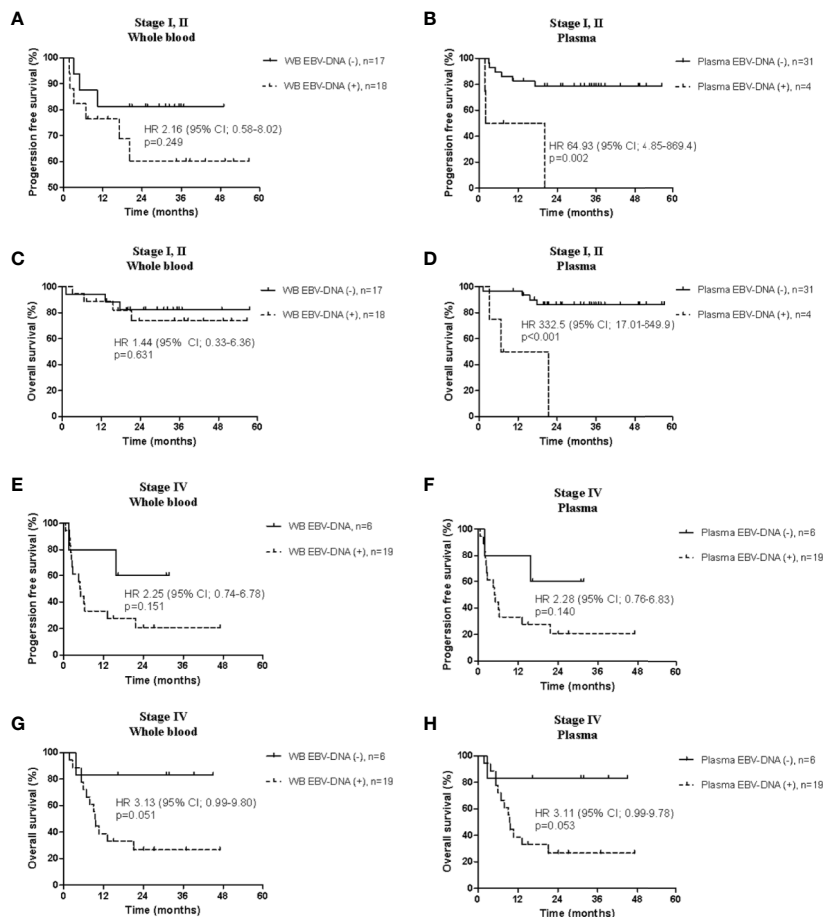 A
Stage I, II
Whole blood
Progerssion free survival (%)
100
90
80
70
60
50
0 12 24 36 48 60
Time (months)
WB EBV-DNA (-), n=17
WB EBV-DNA (+), n=18
HR 2.16 (95% CI; 0.58-8.02)
p=0.249
B
Stage I, II
Plasma
Progerssion free survival (%)
100
80
60
40
20
0
0 12 24 36 48 60
Time (months)
Plasma EBV-DNA (-), n=31
Plasma EBV-DNA (+), n=4
HR 64.93 (95% CI; 4.85-869.4)
p=0.002
C
Stage I, II
Whole blood
Overall survival (%)
100
80
60
40
20
0
0 12 24 36 48 60
Time (months)
WB EBV-DNA (-), n=17
WB EBV-DNA (+), n=18
HR 1.44 (95% CI; 0.33-6.36)
p=0.631
D
Stage I, II
Plasma
Overall survival (%)
100
80
60
40
20
0
0 12 24 36 48 60
Time (months)
Plasma EBV-DNA (-), n=31
Plasma EBV-DNA (+), n=4
HR 332.5 (95% CI; 17.01-649.9)
p<0.001
E
Stage IV
Whole blood
Progerssion free survival (%)
100
80
60
40
20
0
0 12 24 36 48 60
Time (months)
WB EBV-DNA, n=6
WB EBV-DNA (+), n=19
HR 2.25 (95% CI; 0.74-6.78)
p=0.151
F
Stage IV
Plasma
Progerssion free survival (%)
100
80
60
40
20
0
0 12 24 36 48 60
Time (months)
Plasma EBV-DNA (-), n=6
Plasma EBV-DNA (+), n=19
HR 2.28 (95% CI; 0.76-6.83)
p=0.140
G
Stage IV
Whole blood
Overall survival (%)
100
80
60
40
20
0
0 12 24 36 48 60
Time (months)
WB EBV-DNA (-), n=6
WB EBV-DNA (+), n=19
HR 3.13 (95% CI; 0.99-9.80)
p=0.051
H
Stage IV
Plasma
Overall survival (%)
100
80
60
40
20
0
0 12 24 36 48 60
Time (months)
Plasma EBV-DNA (-), n=6
Plasma EBV-DNA (+), n=19
HR 3.11 (95% CI; 0.99-9.78)
p=0.053